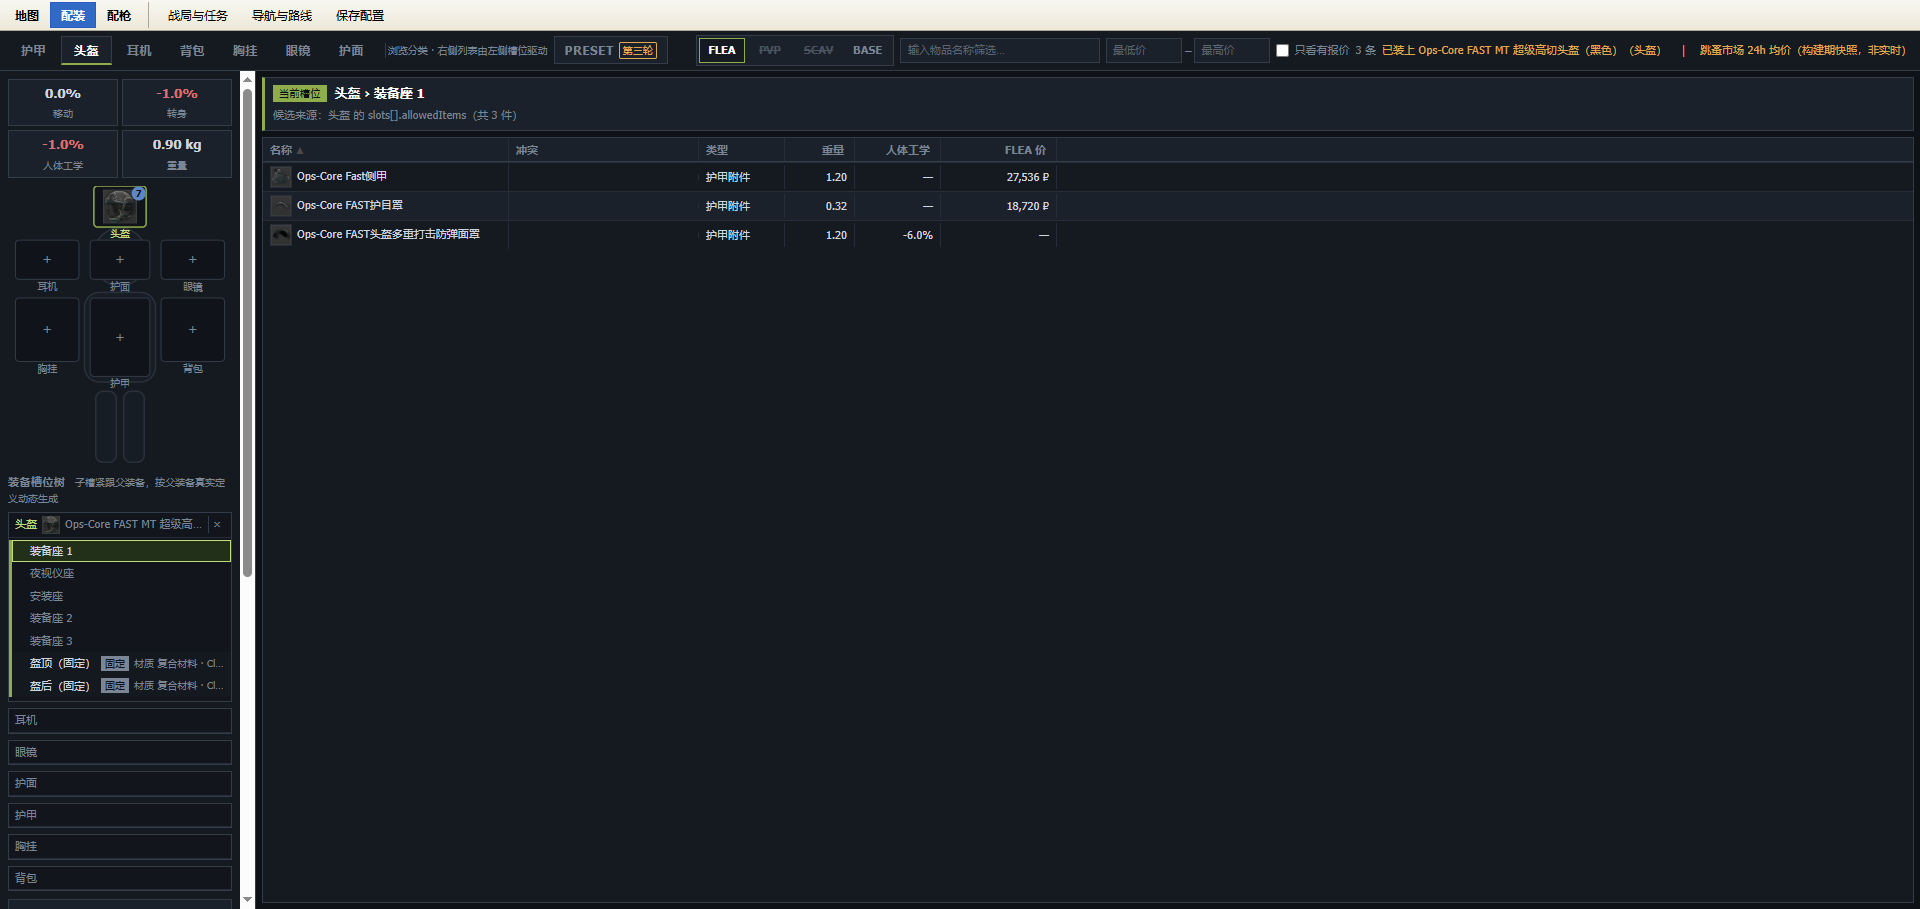 地图 配装 配枪 战局与任务 导航与路线 保存配置
护甲 头盔 耳机 背包 胸挂 眼镜 护面 浏览分类·右侧列表由左侧槽位驱动 PRESET 第三轮 FLEA PVP SCAV BASE 输入物品名称筛选... 最低价 — 最高价 只看有报价 3 条 已装上 Ops-Core FAST MT 超级高切头盔（黑色）（头盔） | 跳蚤市场 24h 均价（构建期快照，非实时）
0.0% -1.0%
移动 转身
-1.0% 0.90 kg
人体工学 重量
7
头盔
+ + +
耳机 护面 眼镜
+ + +
胸挂 护甲 背包
装备槽位树 子槽紧跟父装备，按父装备真实定
义动态生成
头盔 Ops-Core FAST MT 超级高... ×
装备座 1
夜视仪座
安装座
装备座 2
装备座 3
盔顶（固定） 固定 材质 复合材料 · Cl...
盔后（固定） 固定 材质 复合材料 · Cl...
耳机
眼镜
护面
护甲
胸挂
背包
当前槽位 头盔 › 装备座 1
候选来源：头盔 的 slots[].allowedItems（共 3 件）
名称 ▲ 冲突 类型 重量 人体工学 FLEA 价
Ops-Core Fast侧甲 护甲附件 1.20 — 27,536 ₽
Ops-Core FAST护目罩 护甲附件 0.32 — 18,720 ₽
Ops-Core FAST头盔多重打击防弹面罩 护甲附件 1.20 -6.0% —